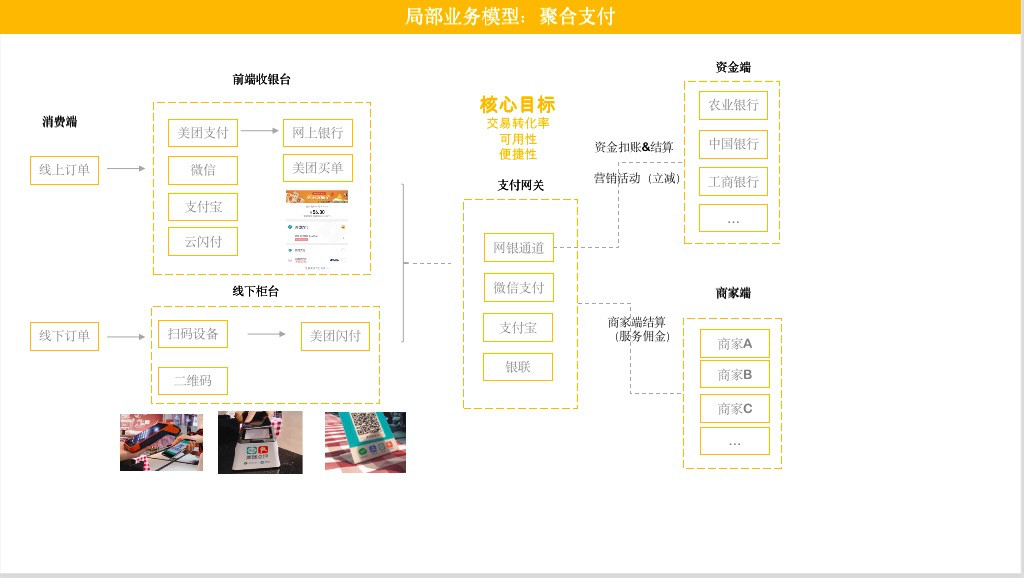 局部业务模型：聚合支付
消费端
线上订单
线下订单
前端收银台
美团支付
网上银行
微信
美团买单
支付宝
云闪付
56.00
线下柜台
扫码设备
美团闪付
二维码
核心目标
交易转化率
可用性
便捷性
支付网关
网银通道
微信支付
支付宝
银联
资金扣账&结算
营销活动（立减）
商家端结算
（服务佣金）
资金端
农业银行
中国银行
工商银行
...
商家端
商家A
商家B
商家C
...